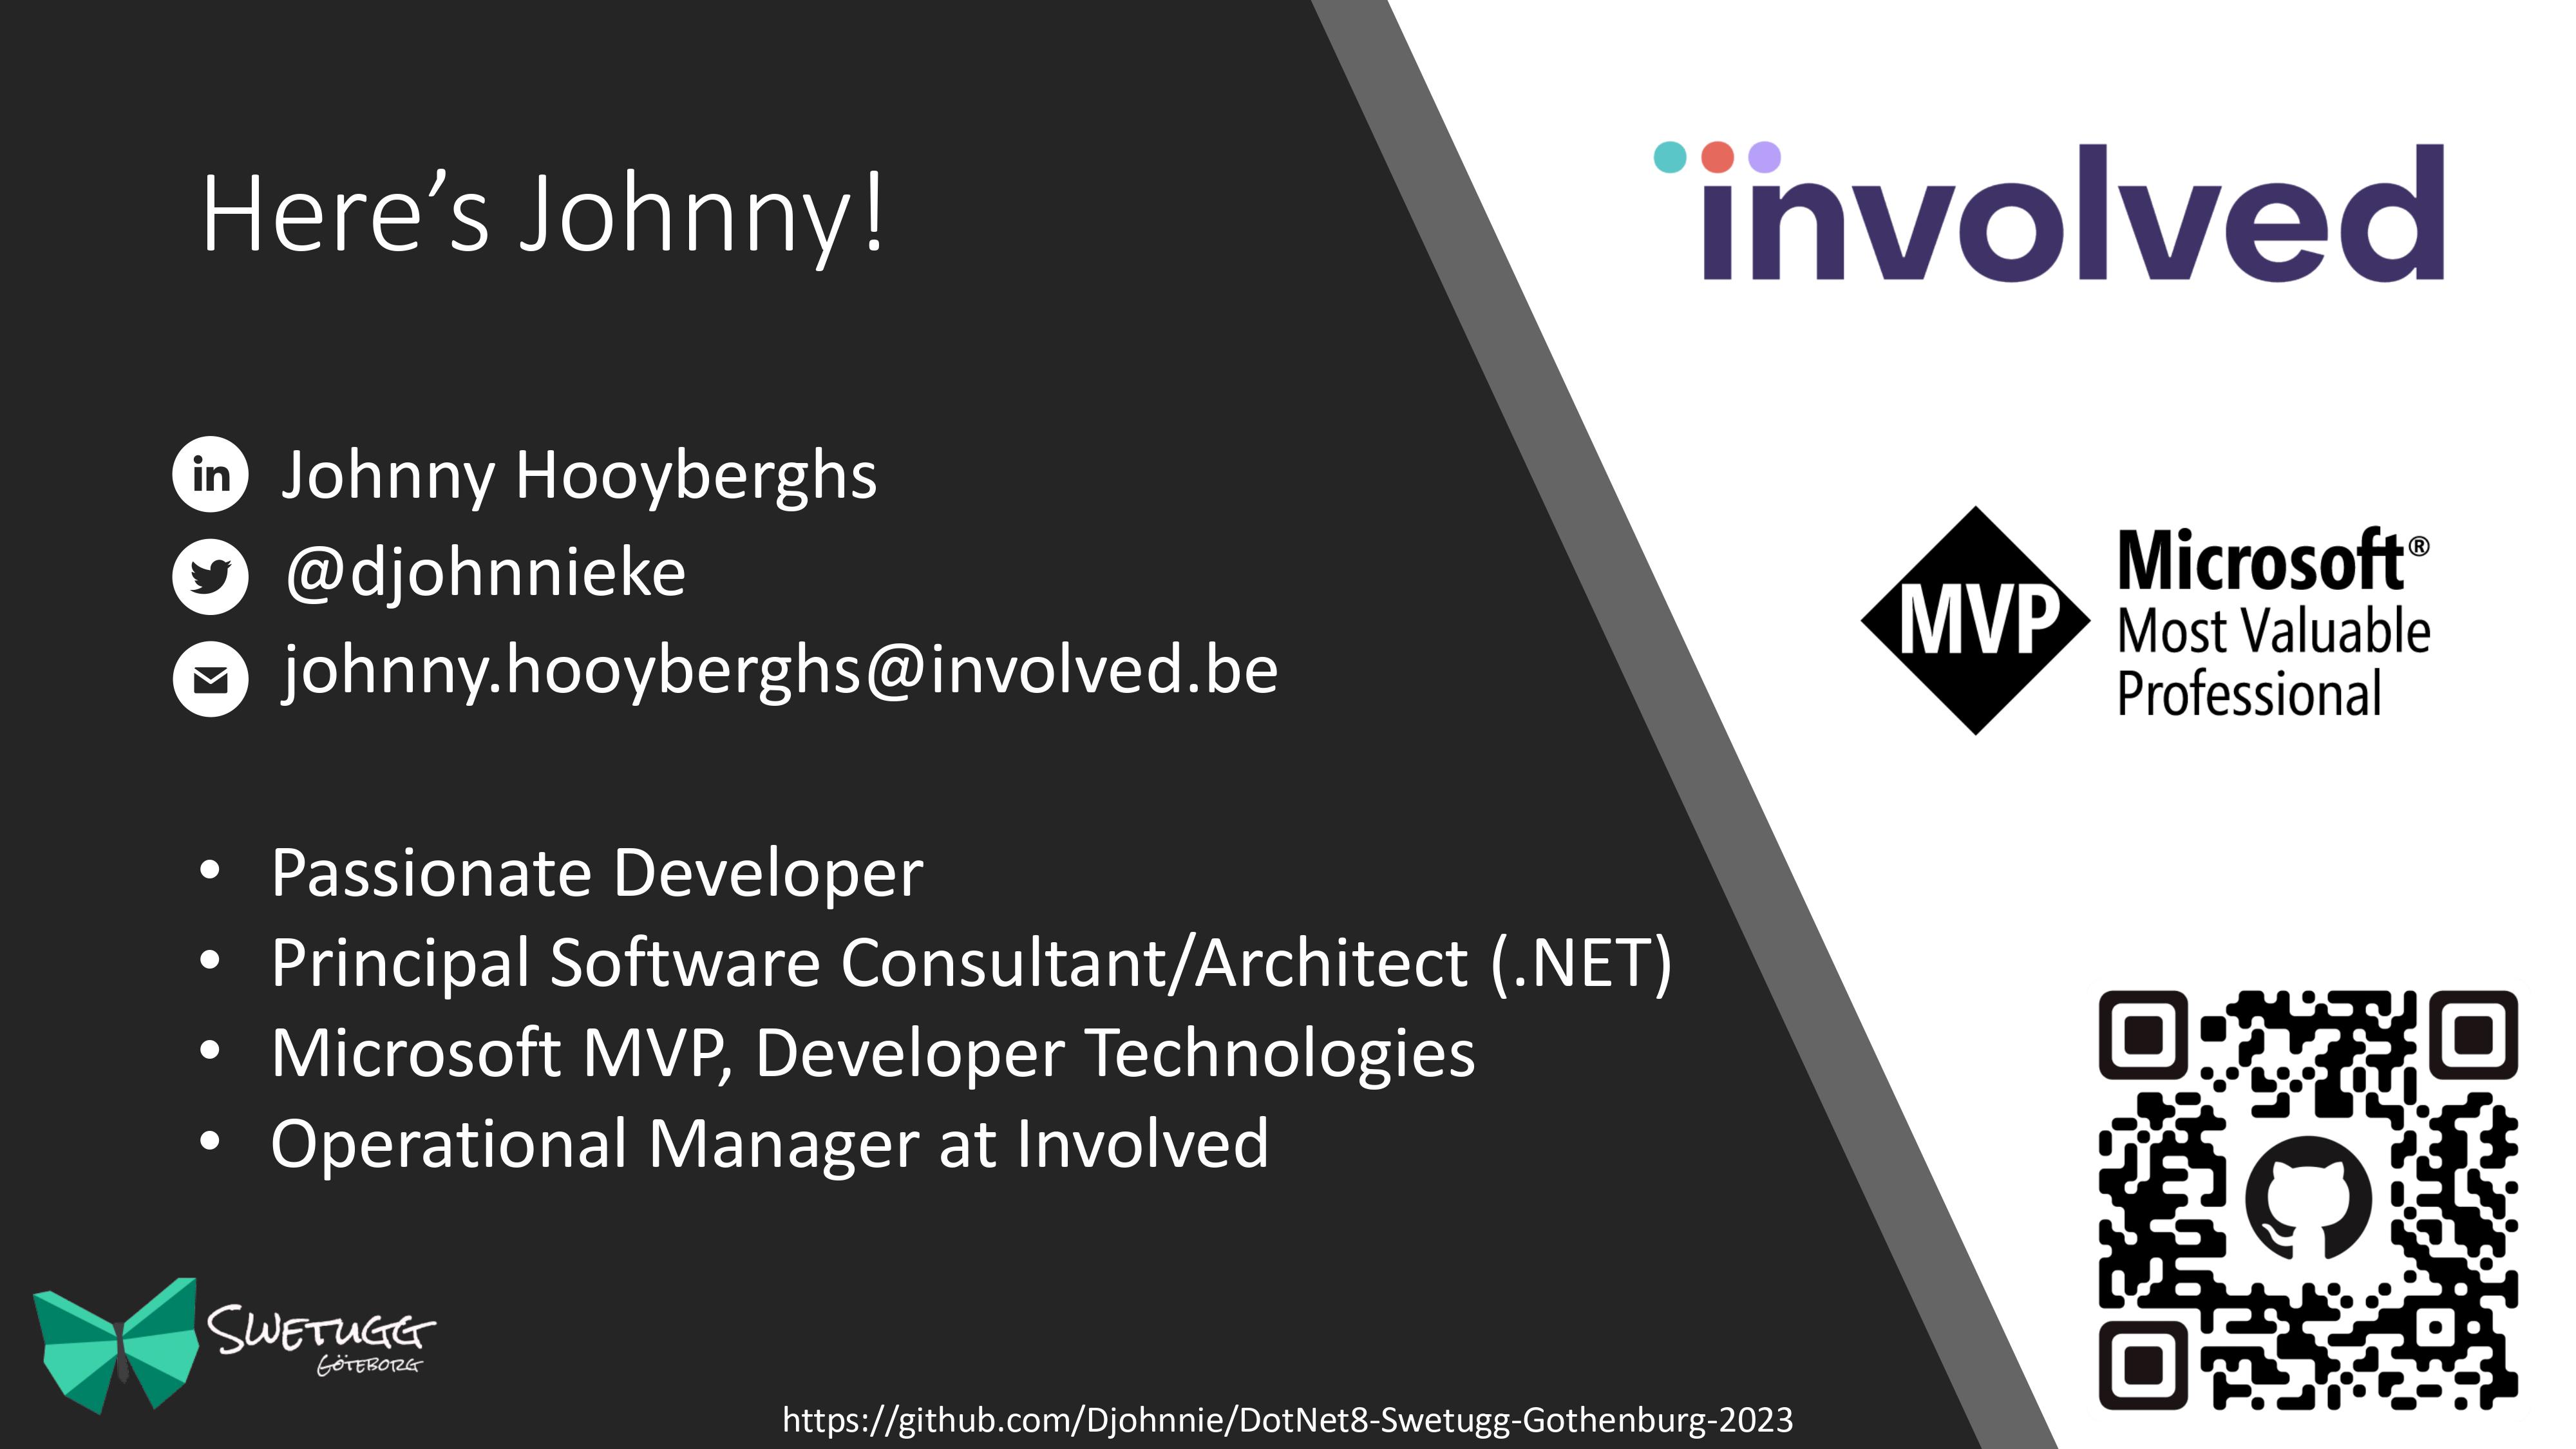 Here’s Johnny!
in Johnny Hooyberghs
@djohnnieke
johnny.hooyberghs@involved.be
• Passionate Developer
• Principal Software Consultant/Architect (.NET)
• Microsoft MVP, Developer Technologies
• Operational Manager at Involved
SWETUGG
GÖTEBORG
https://github.com/Djohnnie/DotNet8-Swetugg-Gothenburg-2023
involved
MVP
Microsoft®
Most Valuable
Professional